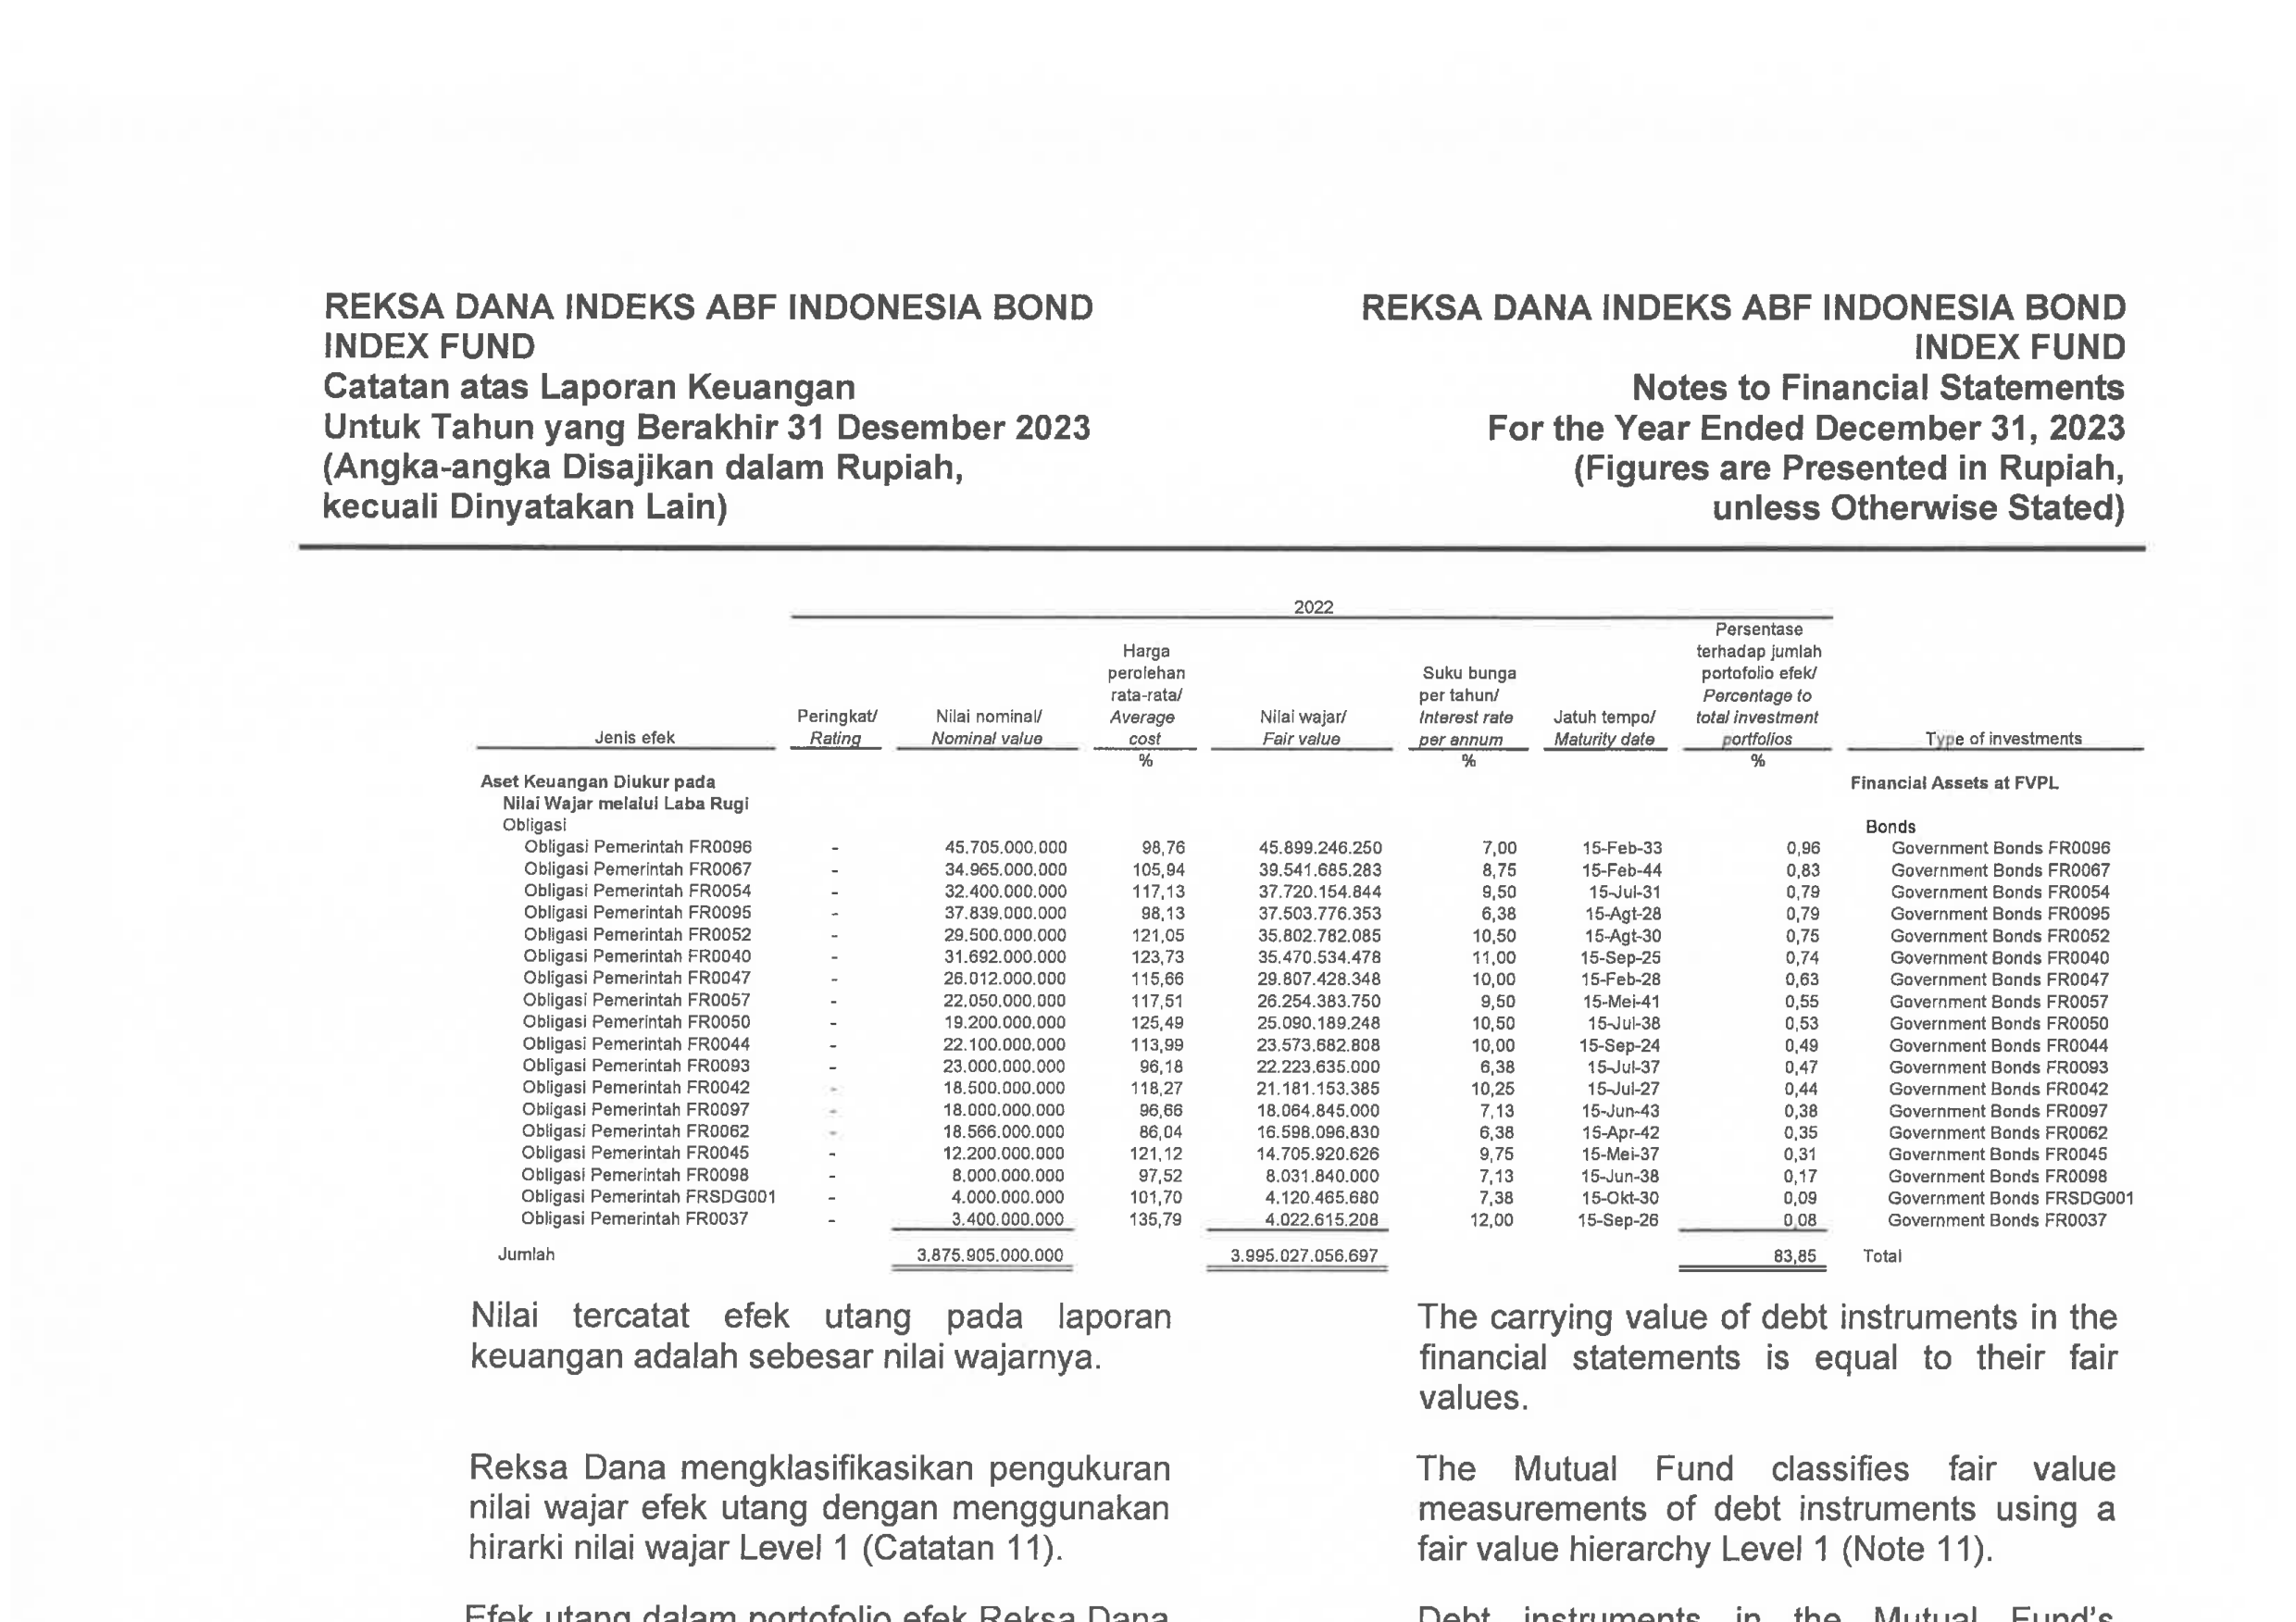 REKSA DANA INDEKS ABF INDONESIA BOND
INDEX FUND
Catatan atas Laporan Keuangan
Untuk Tahun yang Berakhir 31 Desember 2023
(Angka-angka Disajikan dalam Rupiah,
kecuali Dinyatakan Lain)
REKSA DANA INDEKS ABF INDONESIA BOND
INDEX FUND
Notes to Financial Statements
For the Year Ended December 31, 2023
(Figures are Presented in Rupiah,
unless Otherwise Stated)
2022
Jenis efek
Peringkat/
Rating
Nilai nominal/
Nominal value
Harga
perolehan
rata-rata/
Average
cost
%
Nilai wajar/
Fair value
Suku bunga
per tahun/
Interest rate
per annum
%
Jatuh tempo/
Maturity date
Persentase
terhadap jumlah
portofolio efek/
Percentage to
total investment
portfolios
%
Type of investments
Aset Keuangan Diukur pada
Nilai Wajar melalui Laba Rugi
Financial Assets at FVPL
Obligasi Bonds
Obligasi Pemerintah FR0096 - 45.705.000.000 98,76 45.899.246.250 7,00 15-Feb-33 0,96 Government Bonds FR0096
Obligasi Pemerintah FR0067 - 34.965.000.000 105,94 39.541.685.283 8,75 15-Feb-44 0,83 Government Bonds FR0067
Obligasi Pemerintah FR0054 - 32.400.000.000 117,13 37.720.154.844 9,50 15-Jul-31 0,79 Government Bonds FR0054
Obligasi Pemerintah FR0095 - 37.839.000.000 98,13 37.503.776.353 6,38 15-Agt-28 0,79 Government Bonds FR0095
Obligasi Pemerintah FR0052 - 29.500.000.000 121,05 35.802.782.085 10,50 15-Agt-30 0,75 Government Bonds FR0052
Obligasi Pemerintah FR0040 - 31.692.000.000 123,73 35.470.534.478 11,00 15-Sep-25 0,74 Government Bonds FR0040
Obligasi Pemerintah FR0047 - 26.012.000.000 115,66 29.807.428.348 10,00 15-Feb-28 0,63 Government Bonds FR0047
Obligasi Pemerintah FR0057 - 22.050.000.000 117,51 26.254.383.750 9,50 15-Mei-41 0,55 Government Bonds FR0057
Obligasi Pemerintah FR0050 - 19.200.000.000 125,49 25.090.189.248 10,50 15-Jul-38 0,53 Government Bonds FR0050
Obligasi Pemerintah FR0044 - 22.100.000.000 113,99 23.573.682.808 10,00 15-Sep-24 0,49 Government Bonds FR0044
Obligasi Pemerintah FR0093 - 23.000.000.000 96,18 22.223.635.000 6,38 15-Jul-37 0,47 Government Bonds FR0093
Obligasi Pemerintah FR0042 - 18.500.000.000 118,27 21.181.153.385 10,25 15-Jul-27 0,44 Government Bonds FR0042
Obligasi Pemerintah FR0097 - 18.000.000.000 96,66 18.064.845.000 7,13 15-Jun-43 0,38 Government Bonds FR0097
Obligasi Pemerintah FR0062 - 18.566.000.000 86,04 16.598.096.830 6,38 15-Apr-42 0,35 Government Bonds FR0062
Obligasi Pemerintah FR0045 - 12.200.000.000 121,12 14.705.920.626 9,75 15-Mei-37 0,31 Government Bonds FR0045
Obligasi Pemerintah FR0098 - 8.000.000.000 97,52 8.031.840.000 7,13 15-Jun-38 0,17 Government Bonds FR0098
Obligasi Pemerintah FRSDG001 - 4.000.000.000 101,70 4.120.465.680 7,38 15-Okt-30 0,09 Government Bonds FRSDG001
Obligasi Pemerintah FR0037 - 3.400.000.000 135,79 4.022.615.208 12,00 15-Sep-26 0,08 Government Bonds FR0037
Jumlah 3.875.905.000.000 3.995.027.056.697 83,85 Total
Nilai tercatat efek utang pada laporan
keuangan adalah sebesar nilai wajarnya.
The carrying value of debt instruments in the
financial statements is equal to their fair
values.
Reksa Dana mengklasifikasikan pengukuran
nilai wajar efek utang dengan menggunakan
hirarki nilai wajar Level 1 (Catatan 11).
The Mutual Fund classifies fair value
measurements of debt instruments using a
fair value hierarchy Level 1 (Note 11).
Efek utang dalam portofolio efek Reksa Dana
Debt instruments in the Mutual Fund's